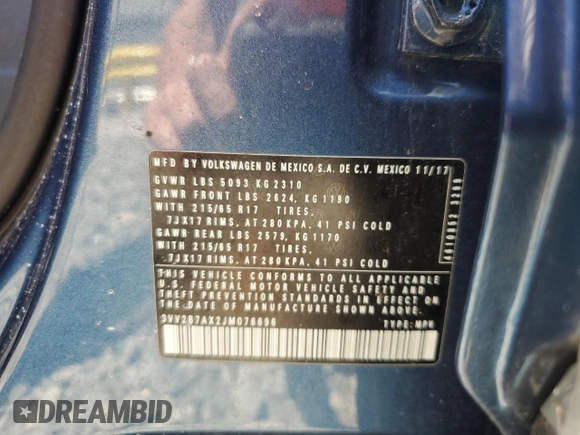 MFD BY VOLKSWAGEN DE MEXICO S.A. DE C.V. MEXICO 11/17
GVWR LBS 5093 KG 2310
GAWR FRONT LBS 2624, KG 1190
WITH 215/65 R17 TIRES.
7JX17 RIMS. AT 280 KPA. 41 PSI COLD
GAWR REAR LBS 2579, KG 1170
WITH 215/65 R17 TIRES.
7JX17 RIMS. AT 280 KPA. 41 PSI COLD
THIS VEHICLE CONFORMS TO ALL APPLICABLE
U.S. FEDERAL MOTOR VEHICLE SAFETY AND
THEFT PREVENTION STANDARDS IN EFFECT ON
THE DATE OF MANUFACTURE SHOWN ABOVE.
3VV2B7AX2JM076696 TYPE: MPV
DREAMBID